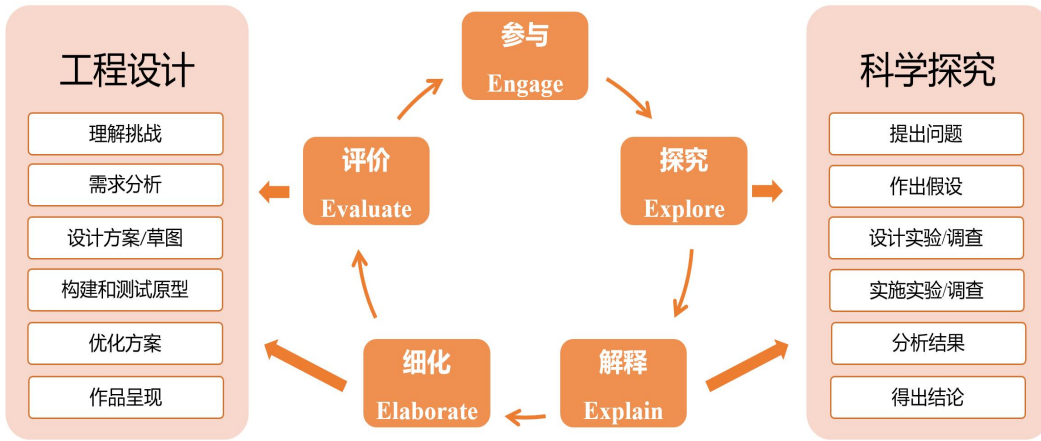 工程设计
理解挑战
需求分析
设计方案/草图
构建和测试原型
优化方案
作品呈现
参与
Engage
评价
Evaluate
探究
Explore
细化
Elaborate
解释
Explain
科学探究
提出问题
作出假设
设计实验/调查
实施实验/调查
分析结果
得出结论